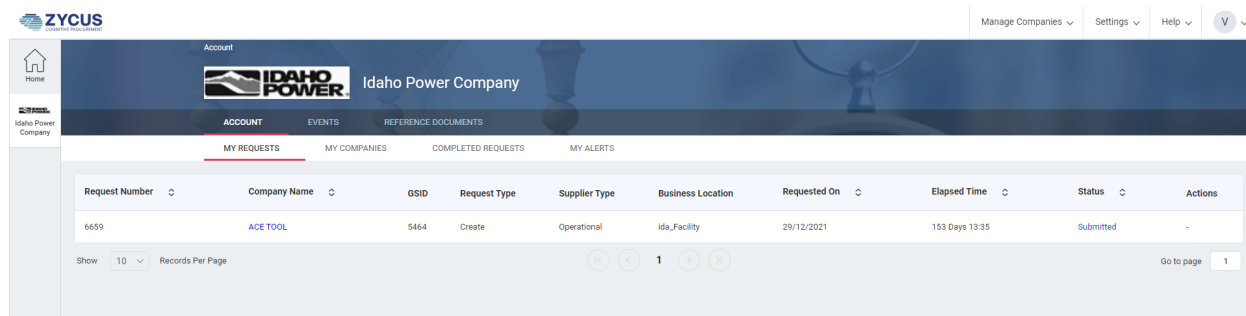 ZYCUS
COGNITIVE PROCUREMENT
Manage Companies
Settings
Help
V
Home
Idaho Power
Company
Account
IDAHO
POWER.
Idaho Power Company
ACCOUNT EVENTS REFERENCE DOCUMENTS
MY REQUESTS MY COMPANIES COMPLETED REQUESTS MY ALERTS
Request Number Company Name GSID Request Type Supplier Type Business Location Requested On Elapsed Time Status Actions
6659 ACE TOOL 5464 Create Operational ida_Facility 29/12/2021 153 Days 13:35 Submitted -
Show 10 Records Per Page 1 Go to page 1